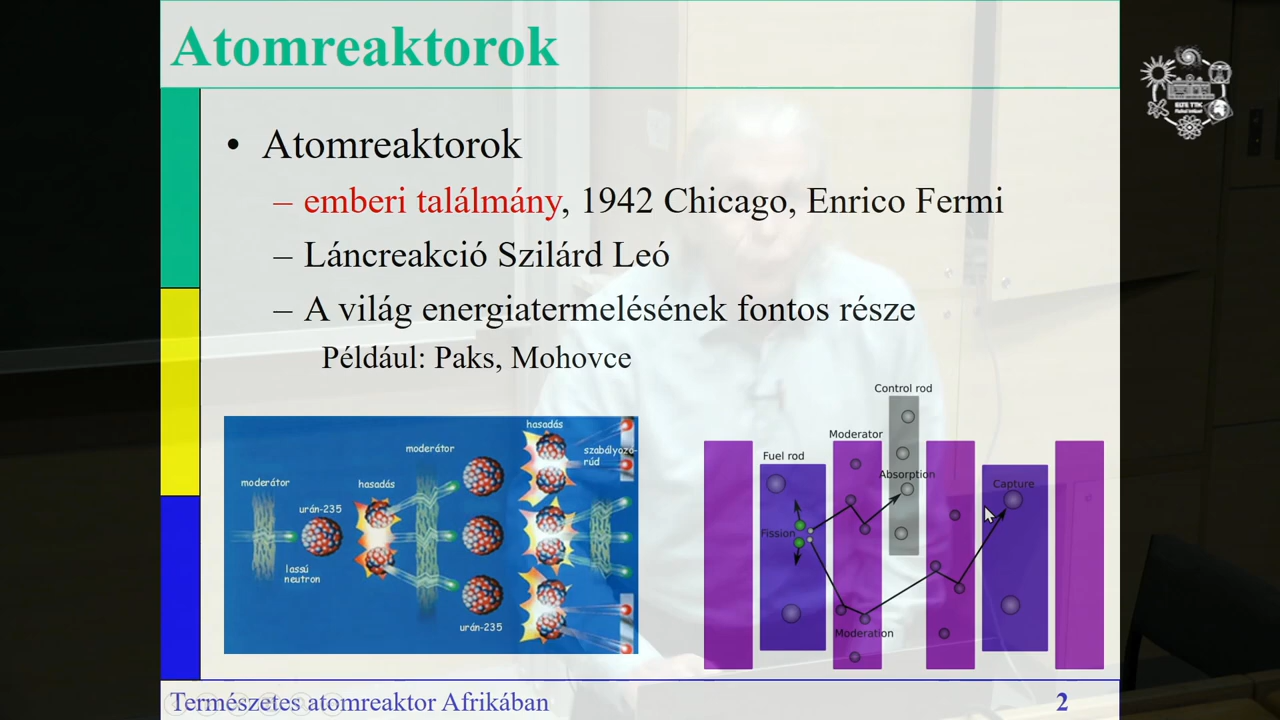 Atomreaktorok
• Atomreaktorok
– emberi találmány, 1942 Chicago, Enrico Fermi
– Láncreakció Szilárd Leó
– A világ energiatermelésének fontos része
Például: Paks, Mohovce
moderátor
urán-235
lassú
neutron
hasadás
moderátor
urán-235
hasadás
szabályozó-
rúd
Control rod
Moderator
Fuel rod
Absorption
Capture
Fission
Moderation
ELTE TTK
Természetes atomreaktor Afrikában
2